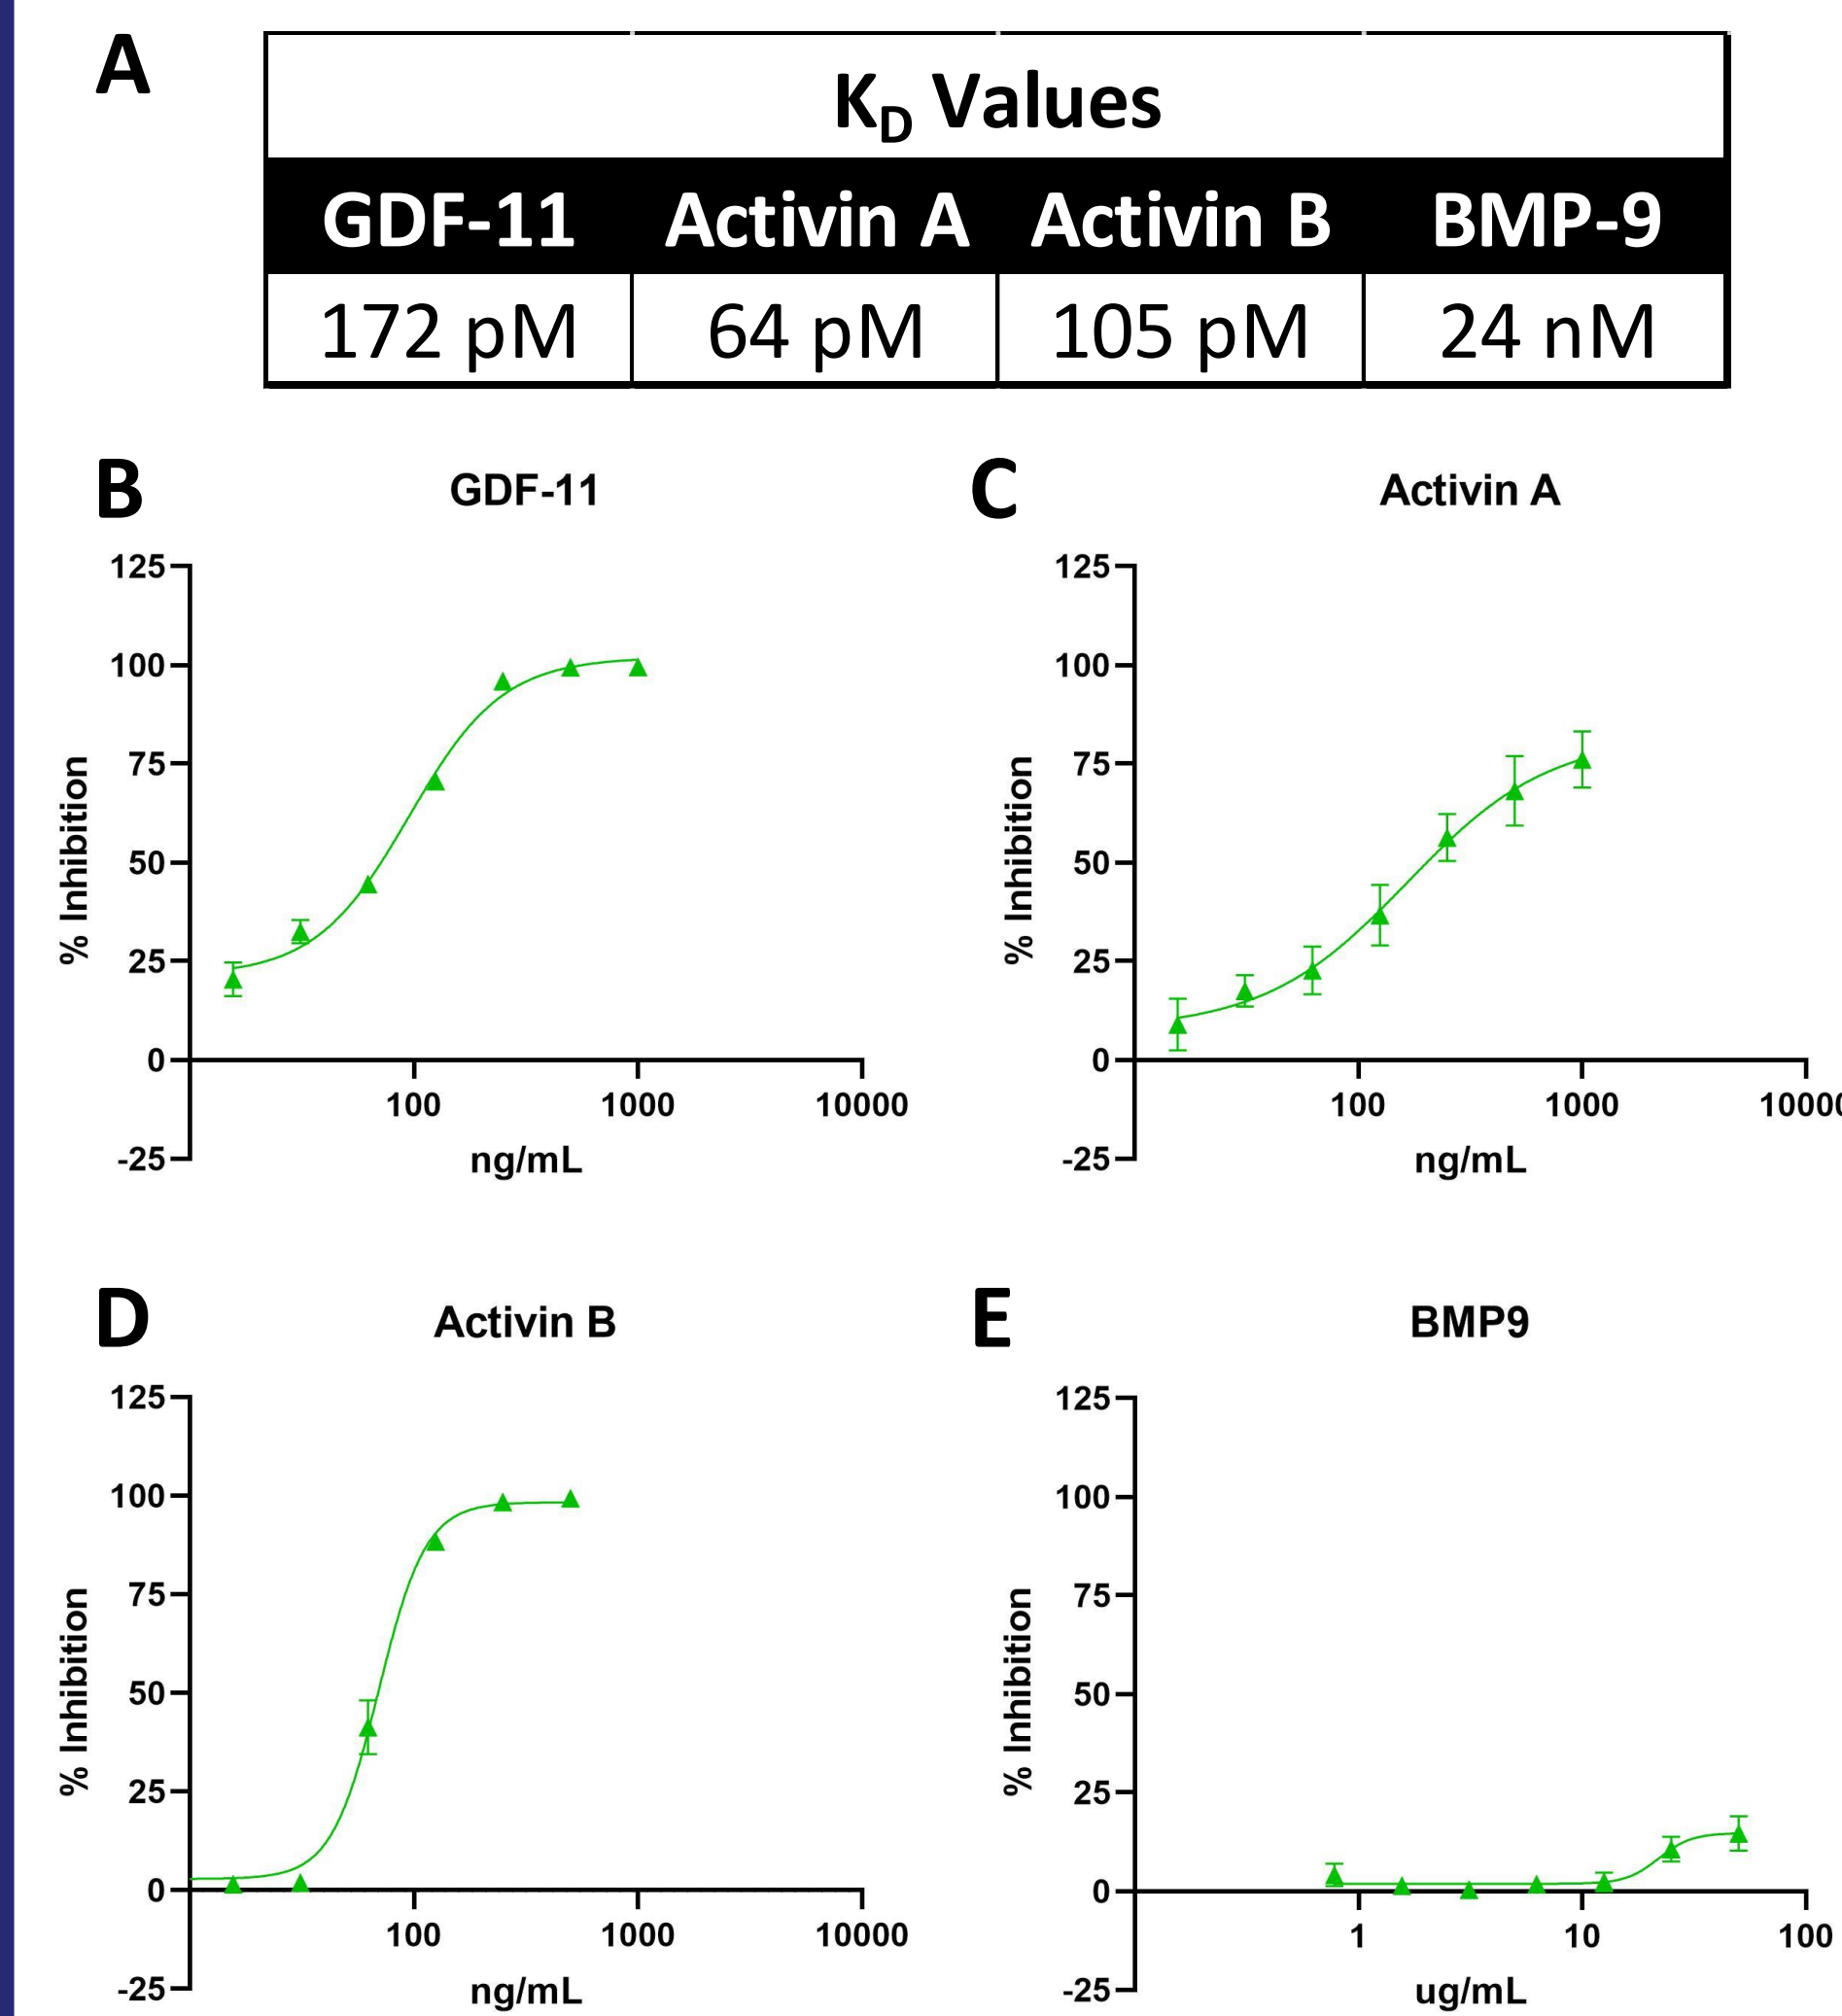 A
K_D Values
GDF-11 Activin A Activin B BMP-9
172 pM 64 pM 105 pM 24 nM
B
GDF-11
125
100
75
50
25
0
-25
% Inhibition
100 1000 10000
ng/mL
C
Activin A
125
100
75
50
25
0
-25
% Inhibition
100 1000 10000
ng/mL
D
Activin B
125
100
75
50
25
0
-25
% Inhibition
100 1000 10000
ng/mL
E
BMP9
125
100
75
50
25
0
-25
% Inhibition
1 10 100
ug/mL